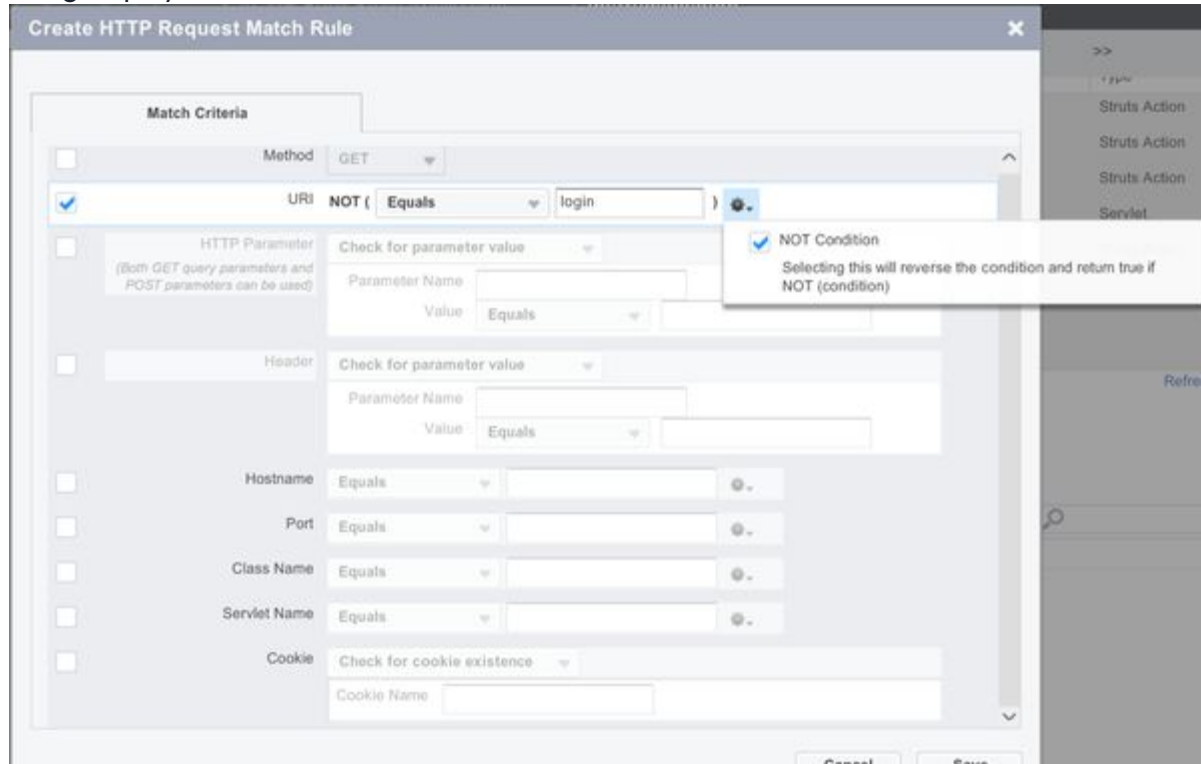 Create HTTP Request Match Rule
>>
Type
Match Criteria
Struts Action
Method GET
Struts Action
Struts Action
URI NOT ( Equals login )
Servlet
HTTP Parameter Check for parameter value
NOT Condition
(Both GET query parameters and
POST parameters can be used)
Selecting this will reverse the condition and return true if
NOT (condition)
Parameter Name
Value Equals
Header Check for parameter value
Refre
Parameter Name
Value Equals
Hostname Equals
Port Equals
Class Name Equals
Servlet Name Equals
Cookie Check for cookie existence
Cookie Name
Cancel Save